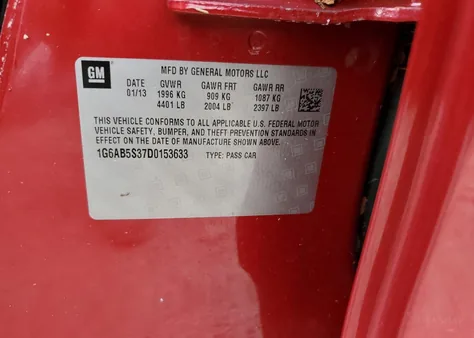 GM
MFD BY GENERAL MOTORS LLC
DATE GVWR GAWR FRT GAWR RR
01/13 1996 KG 909 KG 1087 KG
4401 LB 2004 LB 2397 LB
THIS VEHICLE CONFORMS TO ALL APPLICABLE U.S. FEDERAL MOTOR
VEHICLE SAFETY, BUMPER, AND THEFT PREVENTION STANDARDS IN
EFFECT ON THE DATE OF MANUFACTURE SHOWN ABOVE.
1G6AB5S37D0153633 TYPE: PASS CAR